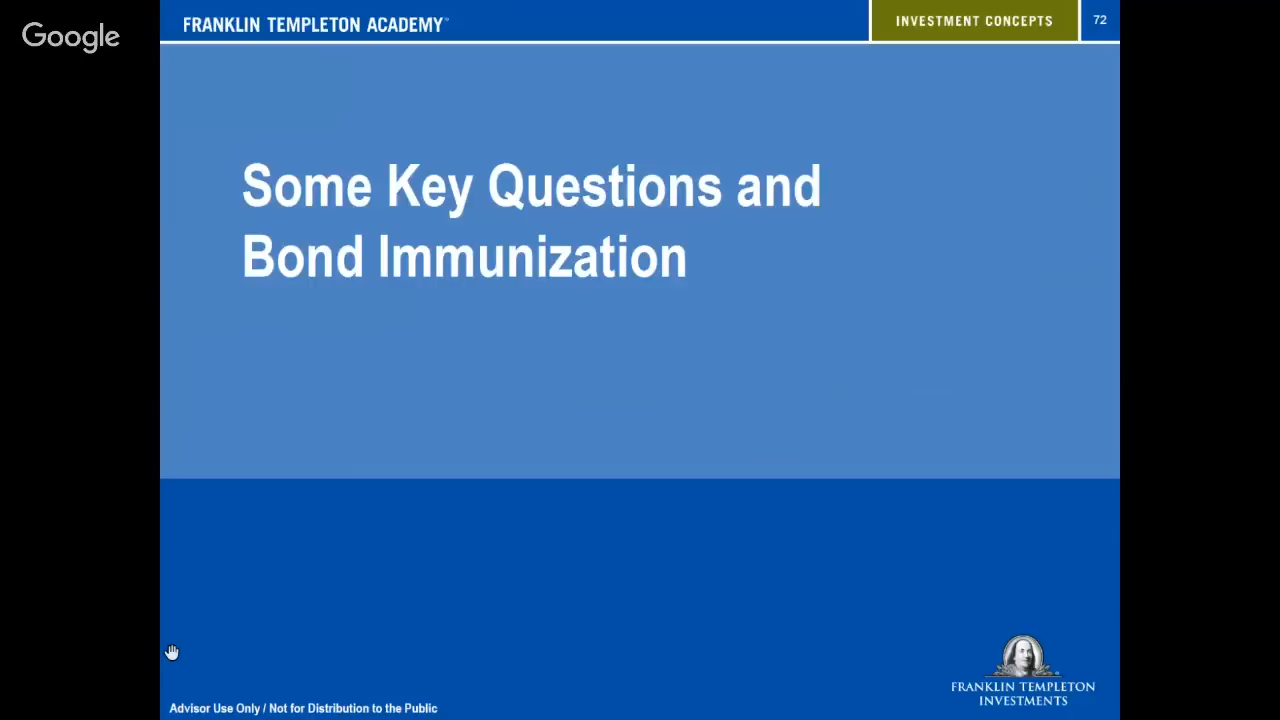 Google
FRANKLIN TEMPLETON ACADEMY
INVESTMENT CONCEPTS
72
Some Key Questions and
Bond Immunization
FRANKLIN TEMPLETON
INVESTMENTS
Advisor Use Only / Not for Distribution to the Public